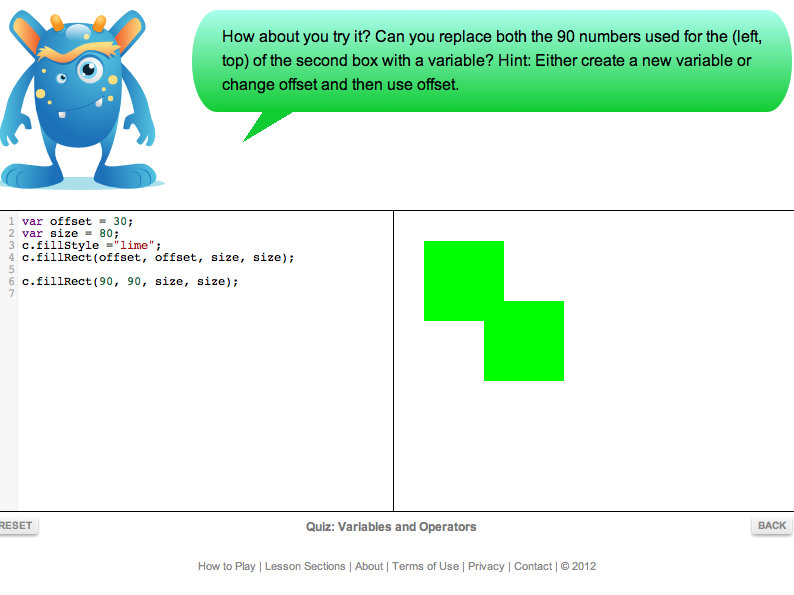 How about you try it? Can you replace both the 90 numbers used for the (left,
top) of the second box with a variable? Hint: Either create a new variable or
change offset and then use offset.
1 var offset = 30;
2 var size = 80;
3 c.fillStyle ="lime";
4 c.fillRect(offset, offset, size, size);
5
6 c.fillRect(90, 90, size, size);
7
RESET
Quiz: Variables and Operators
BACK
How to Play | Lesson Sections | About | Terms of Use | Privacy | Contact | © 2012